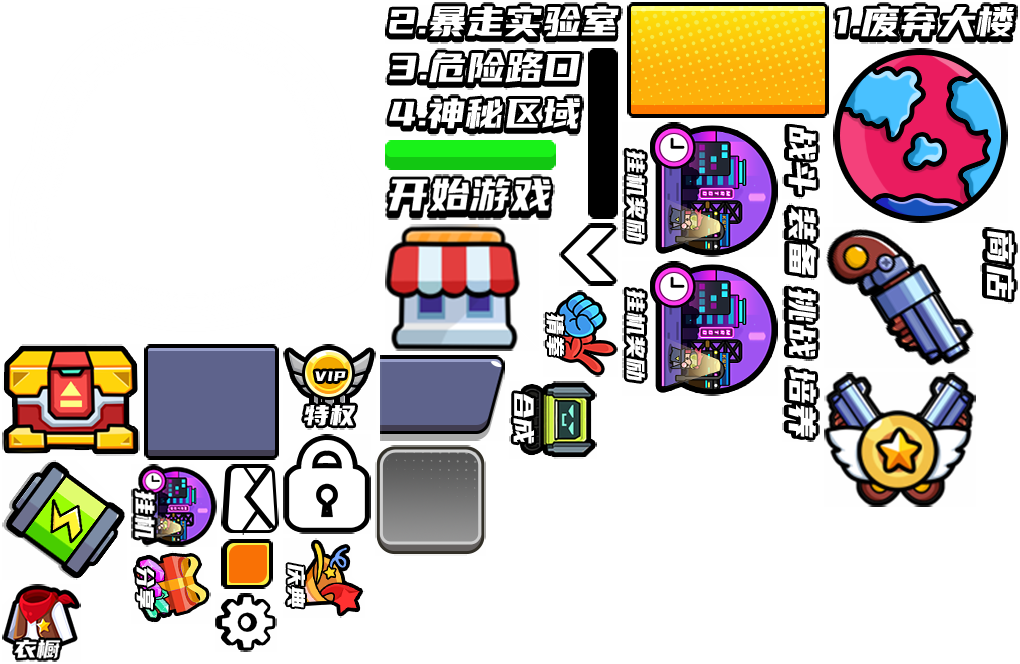 2.暴走实验室
1.废弃大楼
3.危险路口
4.神秘区域
开始游戏
挂机奖励
挂机奖励
战斗
装备
挑战
培养
商店
猜拳
VIP
特权
合成
挂机
分享
庆典
衣橱